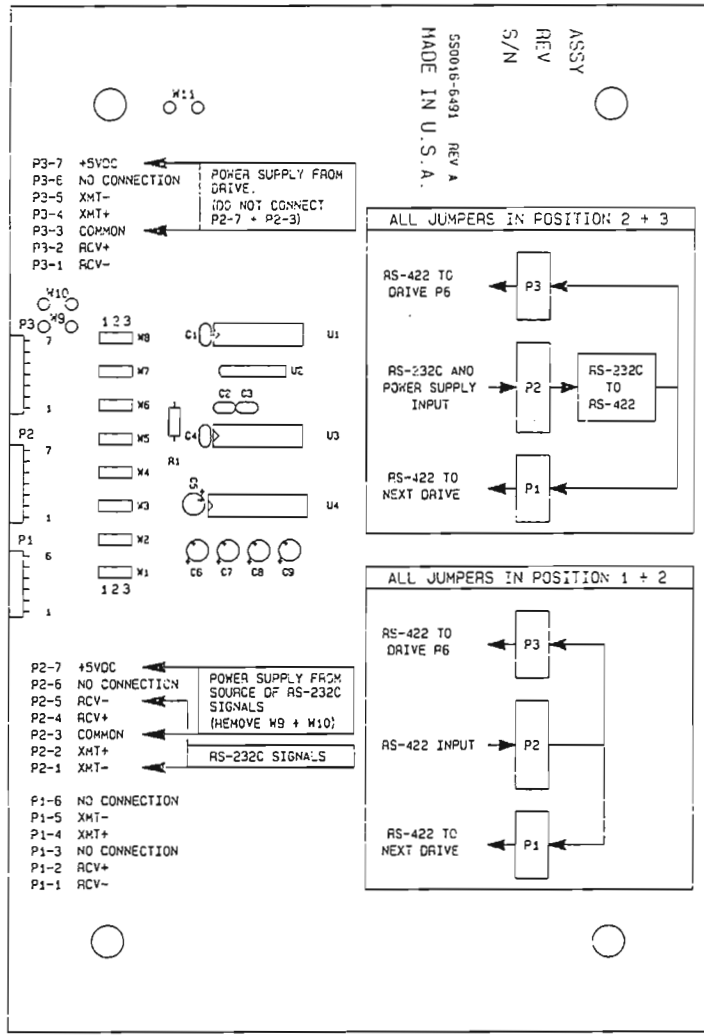 ASSY
REV
S/N
SS0016-6491 REV A
MADE IN U.S.A.
W11
P3-7 +5VDC
P3-6 NO CONNECTION
P3-5 XMT-
P3-4 XMT+
P3-3 COMMON
P3-2 RCV+
P3-1 RCV-
POWER SUPPLY FROM
DRIVE.
(DO NOT CONNECT
P2-7 + P2-3)
W10
W9
P3
7
1
P2
7
1
P1
6
1
1 2 3
W8
W7
W6
W5
W4
W3
W2
W1
1 2 3
C1
U1
U2
C2 C3
R1
C4
U3
C5
U4
C6 C7 C8 C9
P2-7 +5VDC
P2-6 NO CONNECTION
P2-5 RCV-
P2-4 RCV+
P2-3 COMMON
P2-2 XMT+
P2-1 XMT-
POWER SUPPLY FROM
SOURCE OF RS-232C
SIGNALS
(REMOVE W9 + W10)
RS-232C SIGNALS
P1-6 NO CONNECTION
P1-5 XMT-
P1-4 XMT+
P1-3 NO CONNECTION
P1-2 RCV+
P1-1 RCV-
ALL JUMPERS IN POSITION 2 + 3
RS-422 TO
DRIVE P6
P3
RS-232C AND
POWER SUPPLY
INPUT
P2
RS-232C
TO
RS-422
RS-422 TO
NEXT DRIVE
P1
ALL JUMPERS IN POSITION 1 + 2
RS-422 TO
DRIVE P6
P3
RS-422 INPUT
P2
RS-422 TO
NEXT DRIVE
P1